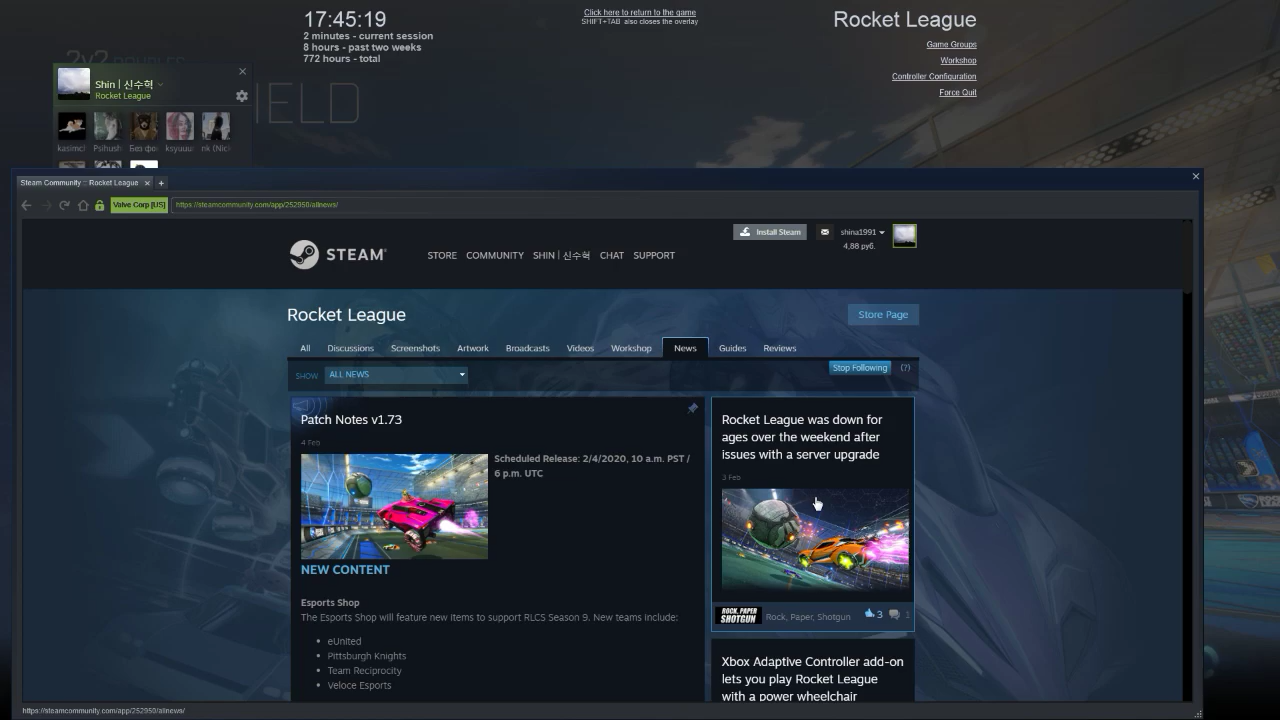 17:45:19
2 minutes - current session
8 hours - past two weeks
772 hours - total
Click here to return to the game
SHIFT+TAB also closes the overlay
Rocket League
Game Groups
Workshop
Controller Configuration
Force Quit
IELD
Shin | 신수혁
Rocket League
kasimci Psihush Без фо ksyuuu nk (Nic
Steam Community :: Rocket League
Valve Corp [US] https://steamcommunity.com/app/252950/allnews/
Install Steam
shina1991
4,88 руб.
STEAM
STORE COMMUNITY SHIN | 신수혁 CHAT SUPPORT
Rocket League
Store Page
All Discussions Screenshots Artwork Broadcasts Videos Workshop News Guides Reviews
SHOW ALL NEWS
Stop Following (?)
Patch Notes v1.73
4 Feb
Scheduled Release: 2/4/2020, 10 a.m. PST /
6 p.m. UTC
NEW CONTENT
Esports Shop
The Esports Shop will feature new items to support RLCS Season 9. New teams include:
eUnited
Pittsburgh Knights
Team Reciprocity
Veloce Esports
Rocket League was down for
ages over the weekend after
issues with a server upgrade
3 Feb
ROCK, PAPER
SHOTGUN
Rock, Paper, Shotgun 3 1
Xbox Adaptive Controller add-on
lets you play Rocket League
with a power wheelchair
https://steamcommunity.com/app/252950/allnews/